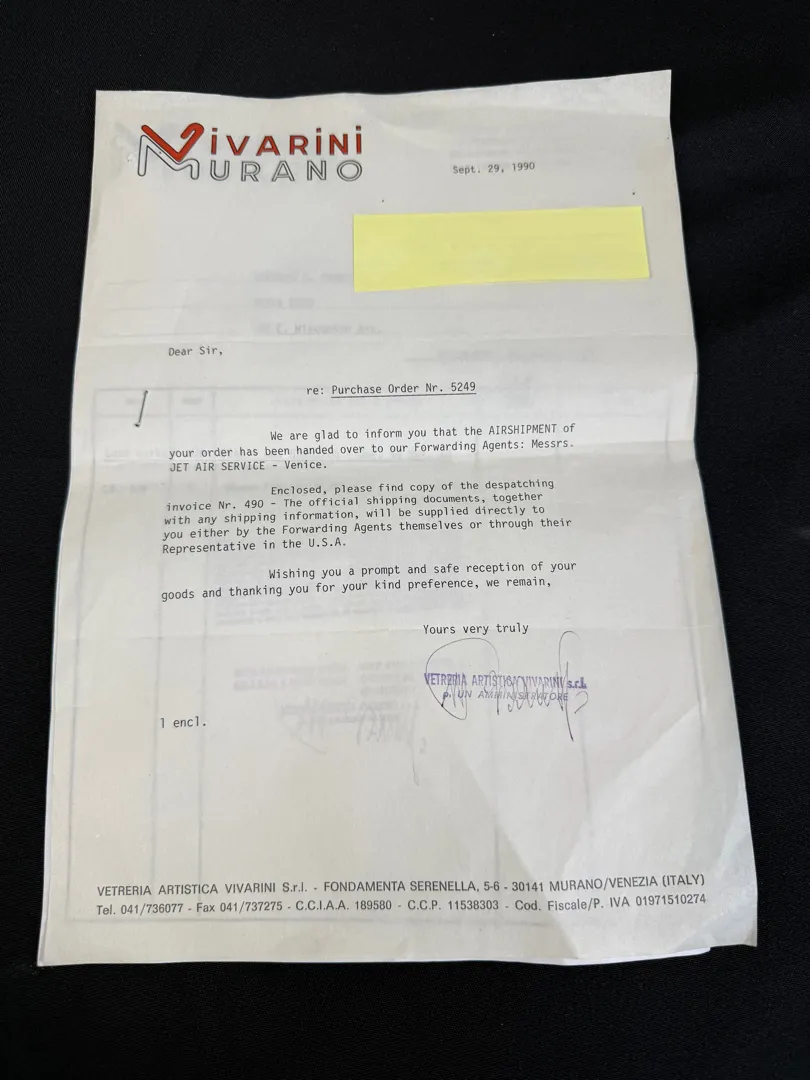 VIVARINI
MURANO
Sept. 29, 1990
Dear Sir,
re: Purchase Order Nr. 5249
We are glad to inform you that the AIRSHIPMENT of
your order has been handed over to our Forwarding Agents: Messrs.
JET AIR SERVICE - Venice.
Enclosed, please find copy of the despatching
invoice Nr. 490 - The official shipping documents, together
with any shipping information, will be supplied directly to
you either by the Forwarding Agents themselves or through their
Representative in the U.S.A.
Wishing you a prompt and safe reception of your
goods and thanking you for your kind preference, we remain,
Yours very truly
VETRERIA ARTISTICA VIVARINI s.r.l.
p. UN AMMINISTRATORE
1 encl.
VETRERIA ARTISTICA VIVARINI S.r.l. - FONDAMENTA SERENELLA, 5-6 - 30141 MURANO/VENEZIA (ITALY)
Tel. 041/736077 - Fax 041/737275 - C.C.I.A.A. 189580 - C.C.P. 11538303 - Cod. Fiscale/P. IVA 01971510274